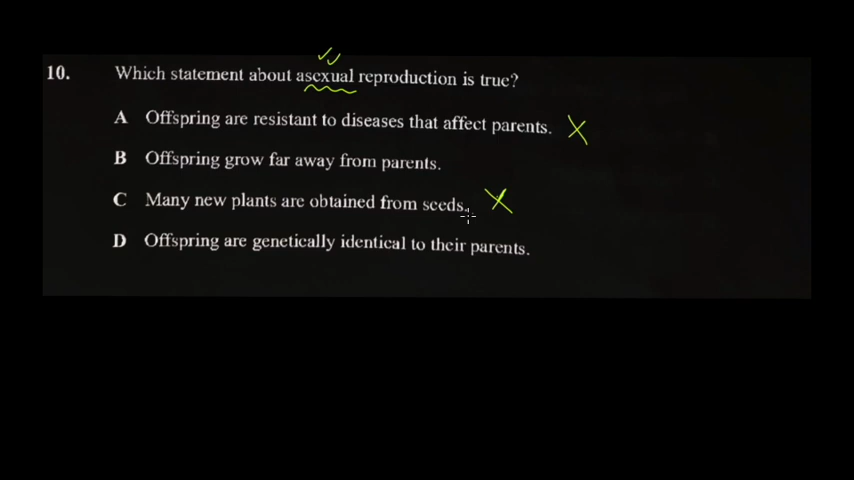 10. Which statement about asexual reproduction is true?
A Offspring are resistant to diseases that affect parents.
B Offspring grow far away from parents.
C Many new plants are obtained from seeds.
D Offspring are genetically identical to their parents.